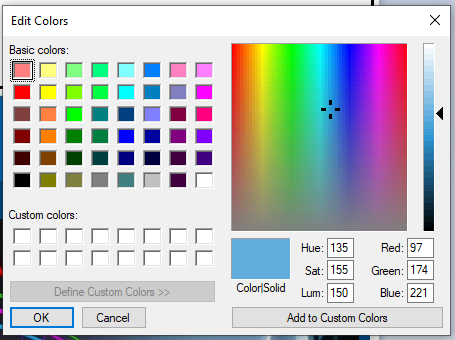 Edit Colors
Basic colors:
Custom colors:
Define Custom Colors >>
OK Cancel
Color|Solid
Hue: 135 Red: 97
Sat: 155 Green: 174
Lum: 150 Blue: 221
Add to Custom Colors